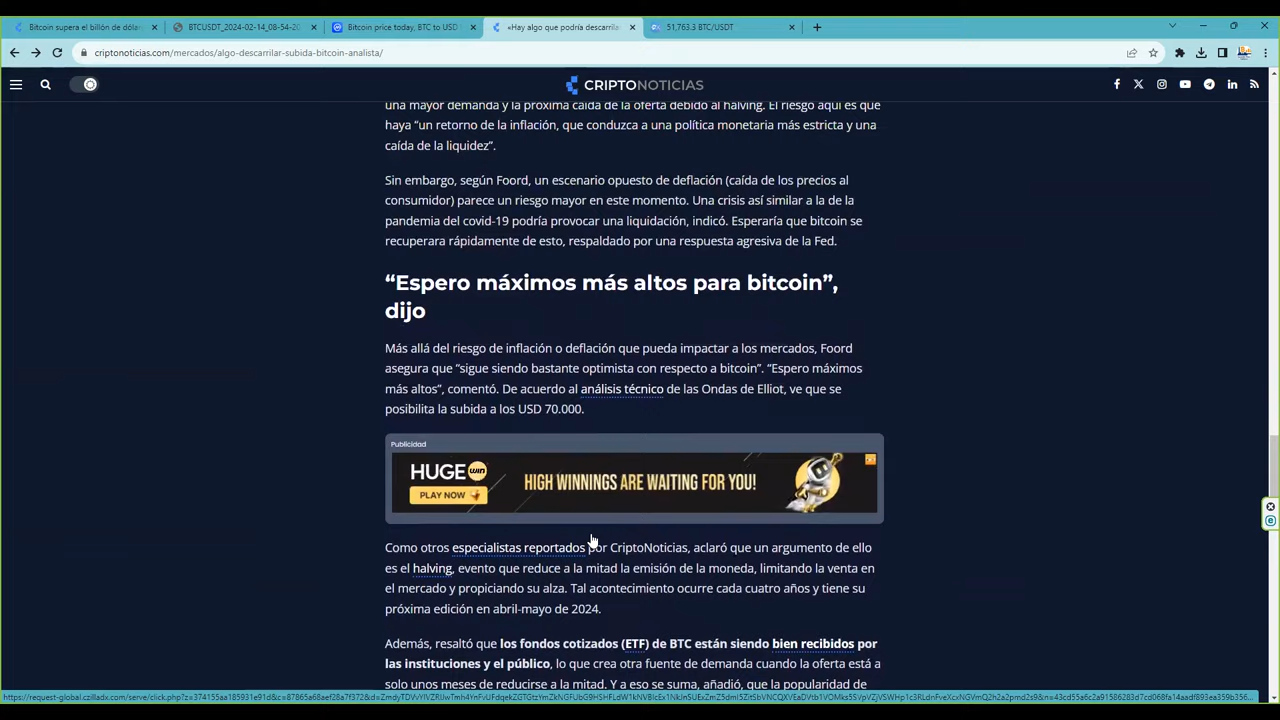 Bitcoin supera el billón de dólar
BTCUSDT_2024-02-14_08-54-20
Bitcoin price today, BTC to USD
«Hay algo que podría descarrilar
51,763.3 BTC/USDT
criptonoticias.com/mercados/algo-descarrilar-subida-bitcoin-analista/
CRIPTONOTICIAS
una mayor demanda y la próxima caída de la oferta debido al halving. El riesgo aquí es que
haya “un retorno de la inflación, que conduzca a una política monetaria más estricta y una
caída de la liquidez”.
Sin embargo, según Foord, un escenario opuesto de deflación (caída de los precios al
consumidor) parece un riesgo mayor en este momento. Una crisis así similar a la de la
pandemia del covid-19 podría provocar una liquidación, indicó. Esperaría que bitcoin se
recuperara rápidamente de esto, respaldado por una respuesta agresiva de la Fed.
“Espero máximos más altos para bitcoin”,
dijo
Más allá del riesgo de inflación o deflación que pueda impactar a los mercados, Foord
asegura que “sigue siendo bastante optimista con respecto a bitcoin”. “Espero máximos
más altos“, comentó. De acuerdo al análisis técnico de las Ondas de Elliot, ve que se
posibilita la subida a los USD 70.000.
Publicidad
HUGE win
PLAY NOW
HIGH WINNINGS ARE WAITING FOR YOU!
Como otros especialistas reportados por CriptoNoticias, aclaró que un argumento de ello
es el halving, evento que reduce a la mitad la emisión de la moneda, limitando la venta en
el mercado y propiciando su alza. Tal acontecimiento ocurre cada cuatro años y tiene su
próxima edición en abril-mayo de 2024.
Además, resaltó que los fondos cotizados (ETF) de BTC están siendo bien recibidos por
las instituciones y el público, lo que crea otra fuente de demanda cuando la oferta está a
solo unos meses de reducirse a la mitad. Y a eso se suma, añadió, que la popularidad de